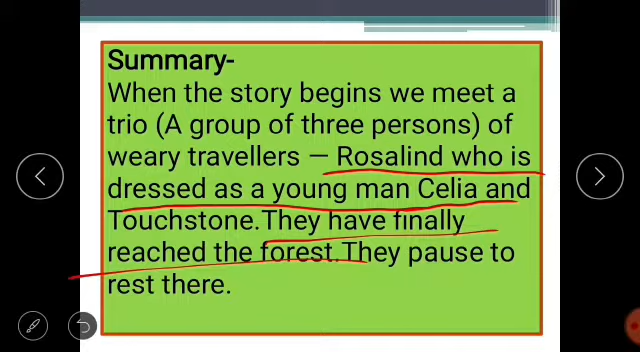 Summary-
When the story begins we meet a
trio (A group of three persons) of
weary travellers — Rosalind who is
dressed as a young man Celia and
Touchstone.They have finally
reached the forest.They pause to
rest there.